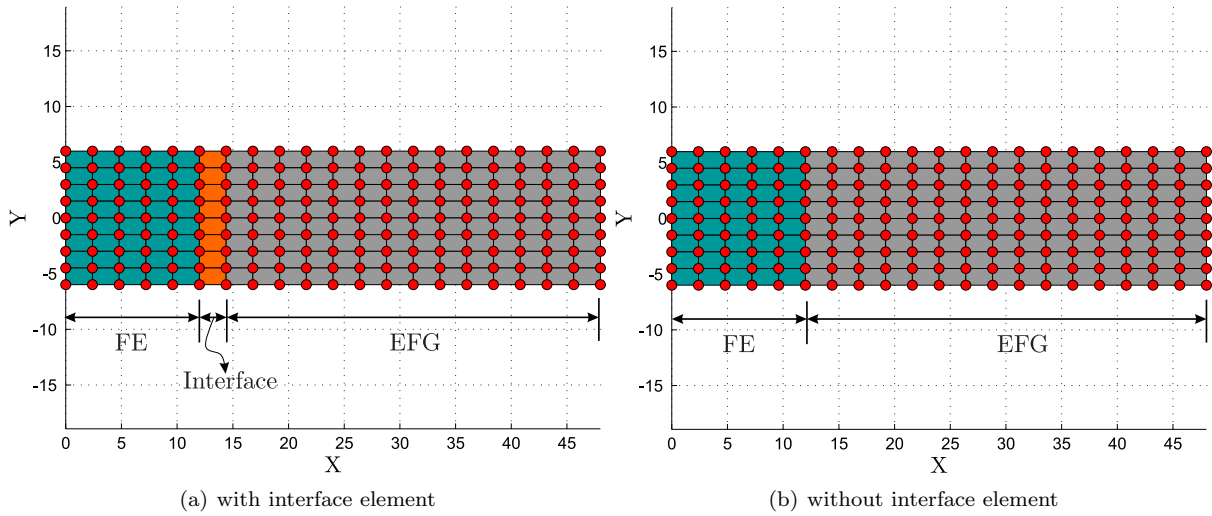 15
10
5
0
-5
-10
-15
Y
FE
EFG
Interface
0 5 10 15 20 25 30 35 40 45
X
(a) with interface element
15
10
5
0
-5
-10
-15
Y
FE
EFG
0 5 10 15 20 25 30 35 40 45
X
(b) without interface element